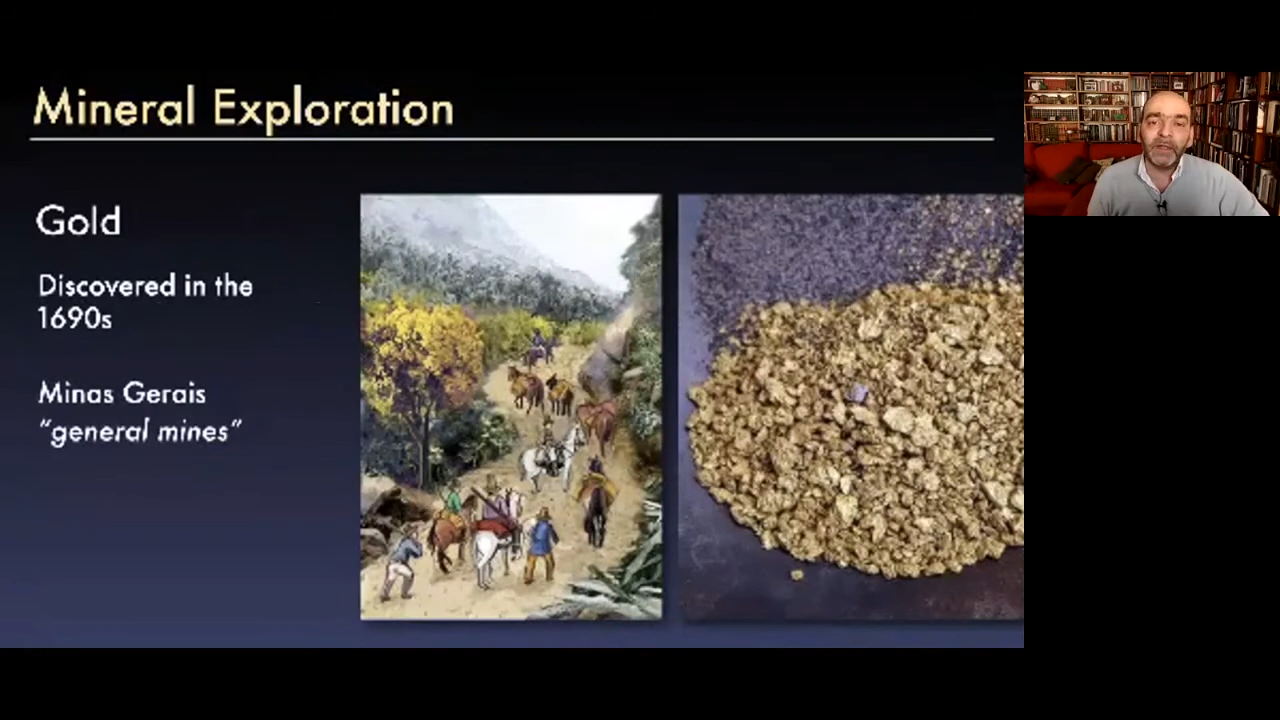 Mineral Exploration
Gold
Discovered in the
1690s
Minas Gerais
“general mines”